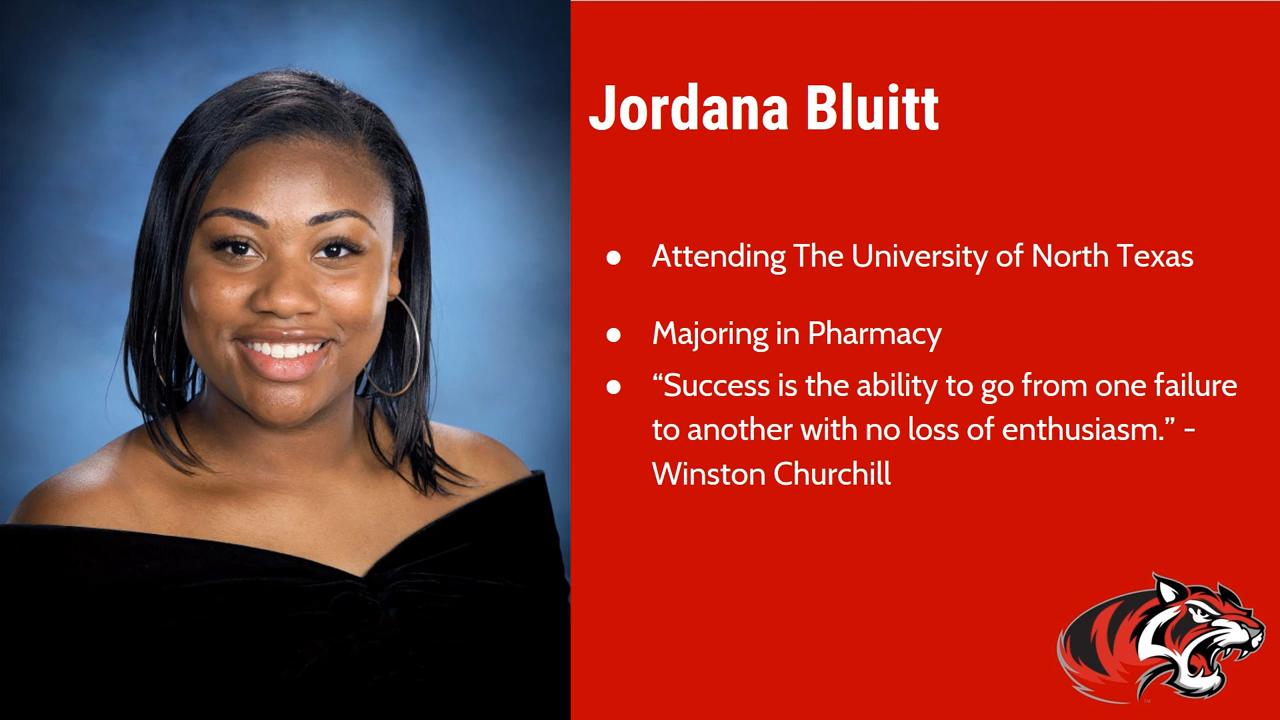 Jordana Bluitt
● Attending The University of North Texas
● Majoring in Pharmacy
● “Success is the ability to go from one failure
to another with no loss of enthusiasm.” -
Winston Churchill